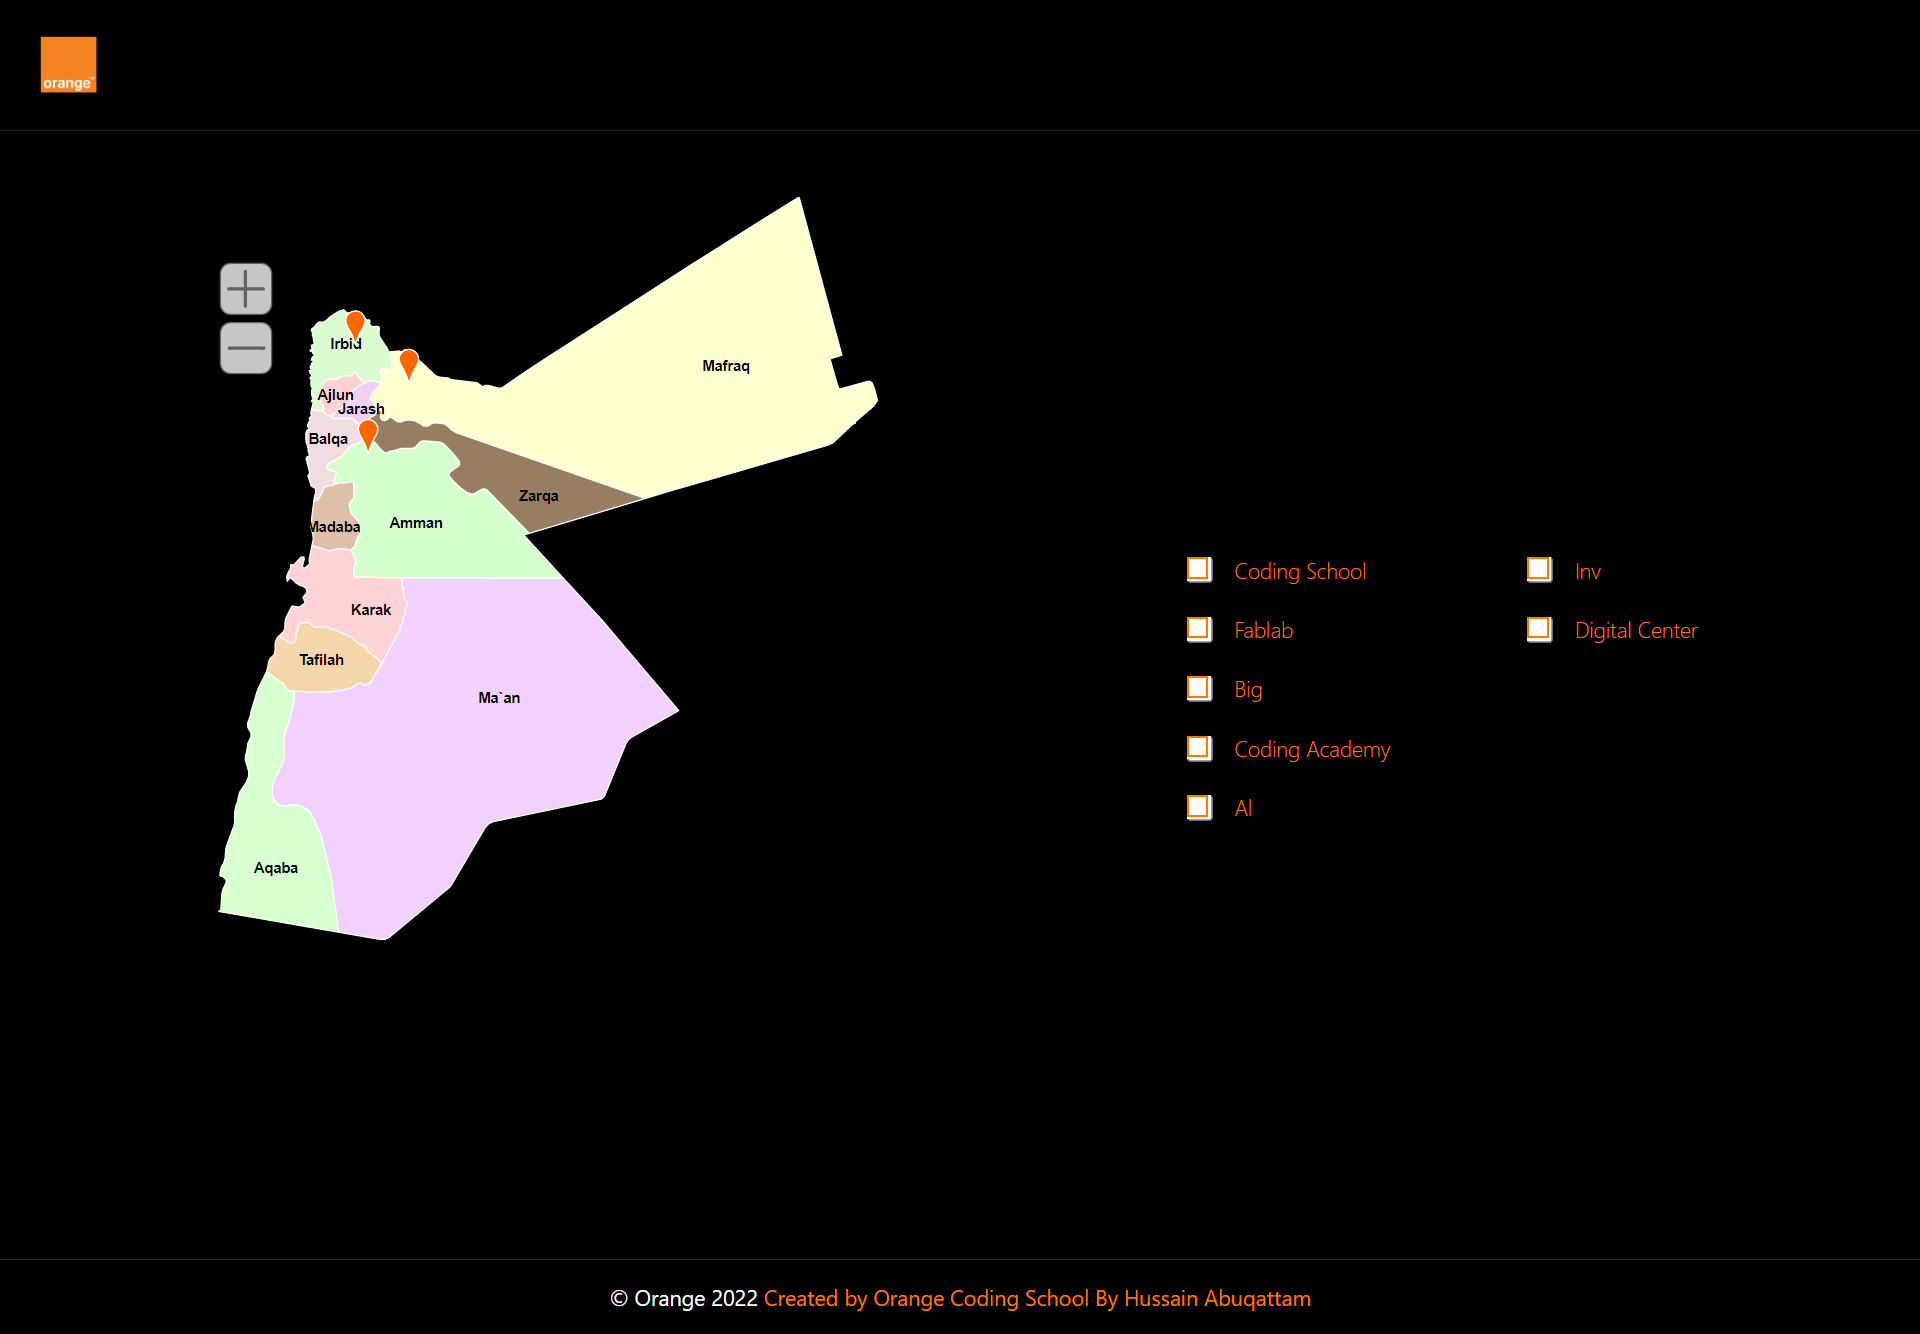 orange™
Irbid
Mafraq
Ajlun
Jarash
Balqa
Zarqa
Madaba
Amman
Karak
Tafilah
Ma`an
Aqaba
Coding School
Fablab
Big
Coding Academy
AI
Inv
Digital Center
© Orange 2022 Created by Orange Coding School By Hussain Abuqattam